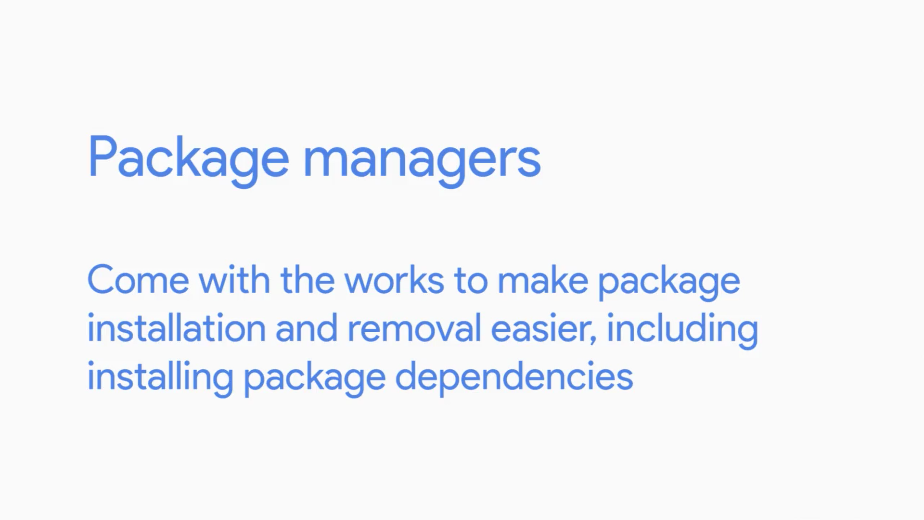 Package managers
Come with the works to make package
installation and removal easier, including
installing package dependencies